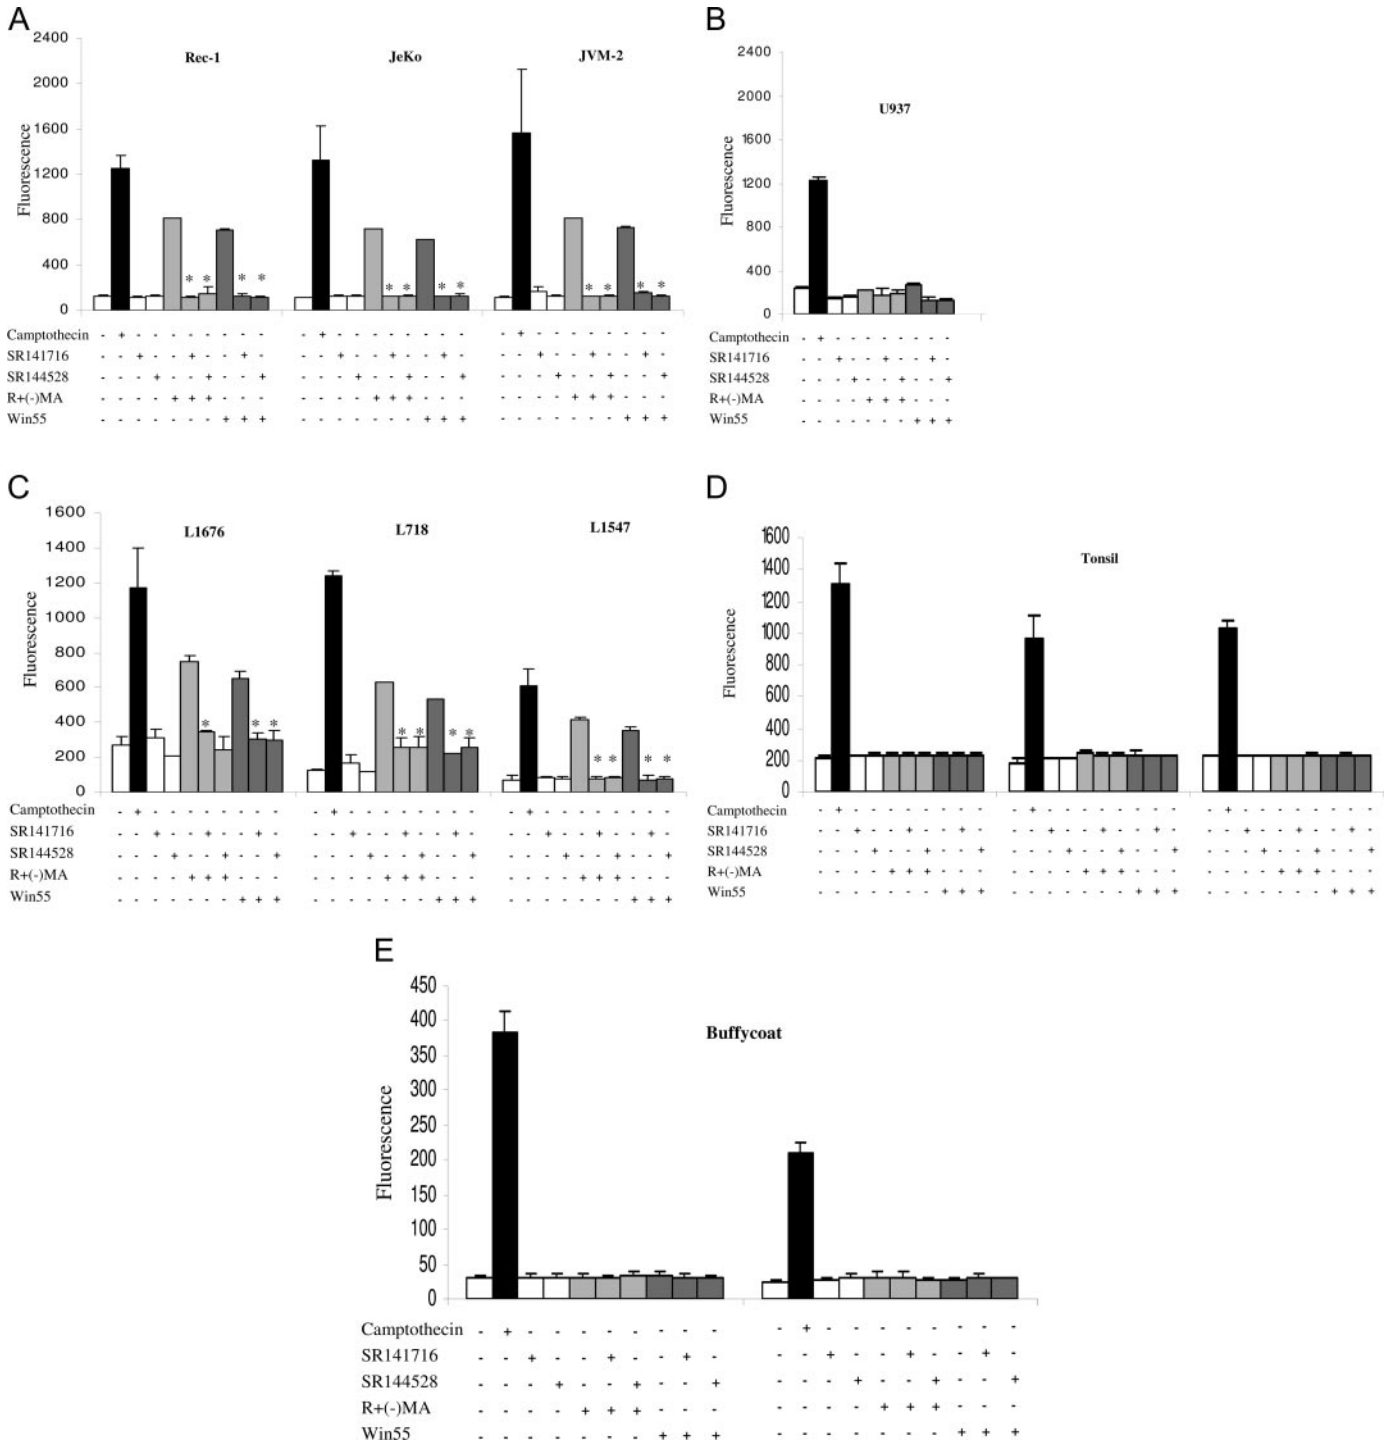 A
2400
2000
1600
1200
800
400
0
Fluorescence
Rec-1 JeKo JVM-2
* * * * * * * * * * * *
Camptothecin - + - - - - - - - - - + - - - - - - - - - + - - - - - - - -
SR141716 - - + - - + - - + - - - + - - + - - + - - - + - - + - - + -
SR144528 - - - + - - + - - + - - - + - - + - - + - - - + - - + - - +
R+(-)MA - - - - + + + - - - - - - - + + + - - - - - - - + + + - - -
Win55 - - - - - - - + + + - - - - - - - + + + - - - - - - - + + +
B
2400
2000
1600
1200
800
400
0
Fluorescence
U937
Camptothecin - + - - - - - - - -
SR141716 - - + - - + - - + -
SR144528 - - - + - - + - - +
R+(-)MA - - - - + + + - - -
Win55 - - - - - - - + + +
C
1600
1400
1200
1000
800
600
400
200
0
Fluorescence
L1676 L718 L1547
* * * * * * * * * * *
Camptothecin - + - - - - - - - - - + - - - - - - - - - + - - - - - - - -
SR141716 - - + - - + - - + - - - + - - + - - + - - - + - - + - - + -
SR144528 - - - + - - + - - + - - - + - - + - - + - - - + - - + - - +
R+(-)MA - - - - + + + - - - - - - - + + + - - - - - - - + + + - - -
Win55 - - - - - - - + + + - - - - - - - + + + - - - - - - - + + +
D
1600
1400
1200
1000
800
600
400
200
0
Fluorescence
Tonsil
Camptothecin - + - - - - - - - - - + - - - - - - - - - + - - - - - - - -
SR141716 - - + - - + - - + - - - + - - + - - + - - - + - - + - - + -
SR144528 - - - + - - + - - + - - - + - - + - - + - - - + - - + - - +
R+(-)MA - - - - + + + - - - - - - - + + + - - - - - - - + + + - - -
Win55 - - - - - - - + + + - - - - - - - + + + - - - - - - - + + +
E
450
400
350
300
250
200
150
100
50
0
Fluorescence
Buffycoat
Camptothecin - + - - - - - - - - - + - - - - - - - -
SR141716 - - + - - + - - + - - - + - - + - - + -
SR144528 - - - + - - + - - + - - - + - - + - - +
R+(-)MA - - - - + + + - - - - - - - + + + - - -
Win55 - - - - - - - + + + - - - - - - - + + +